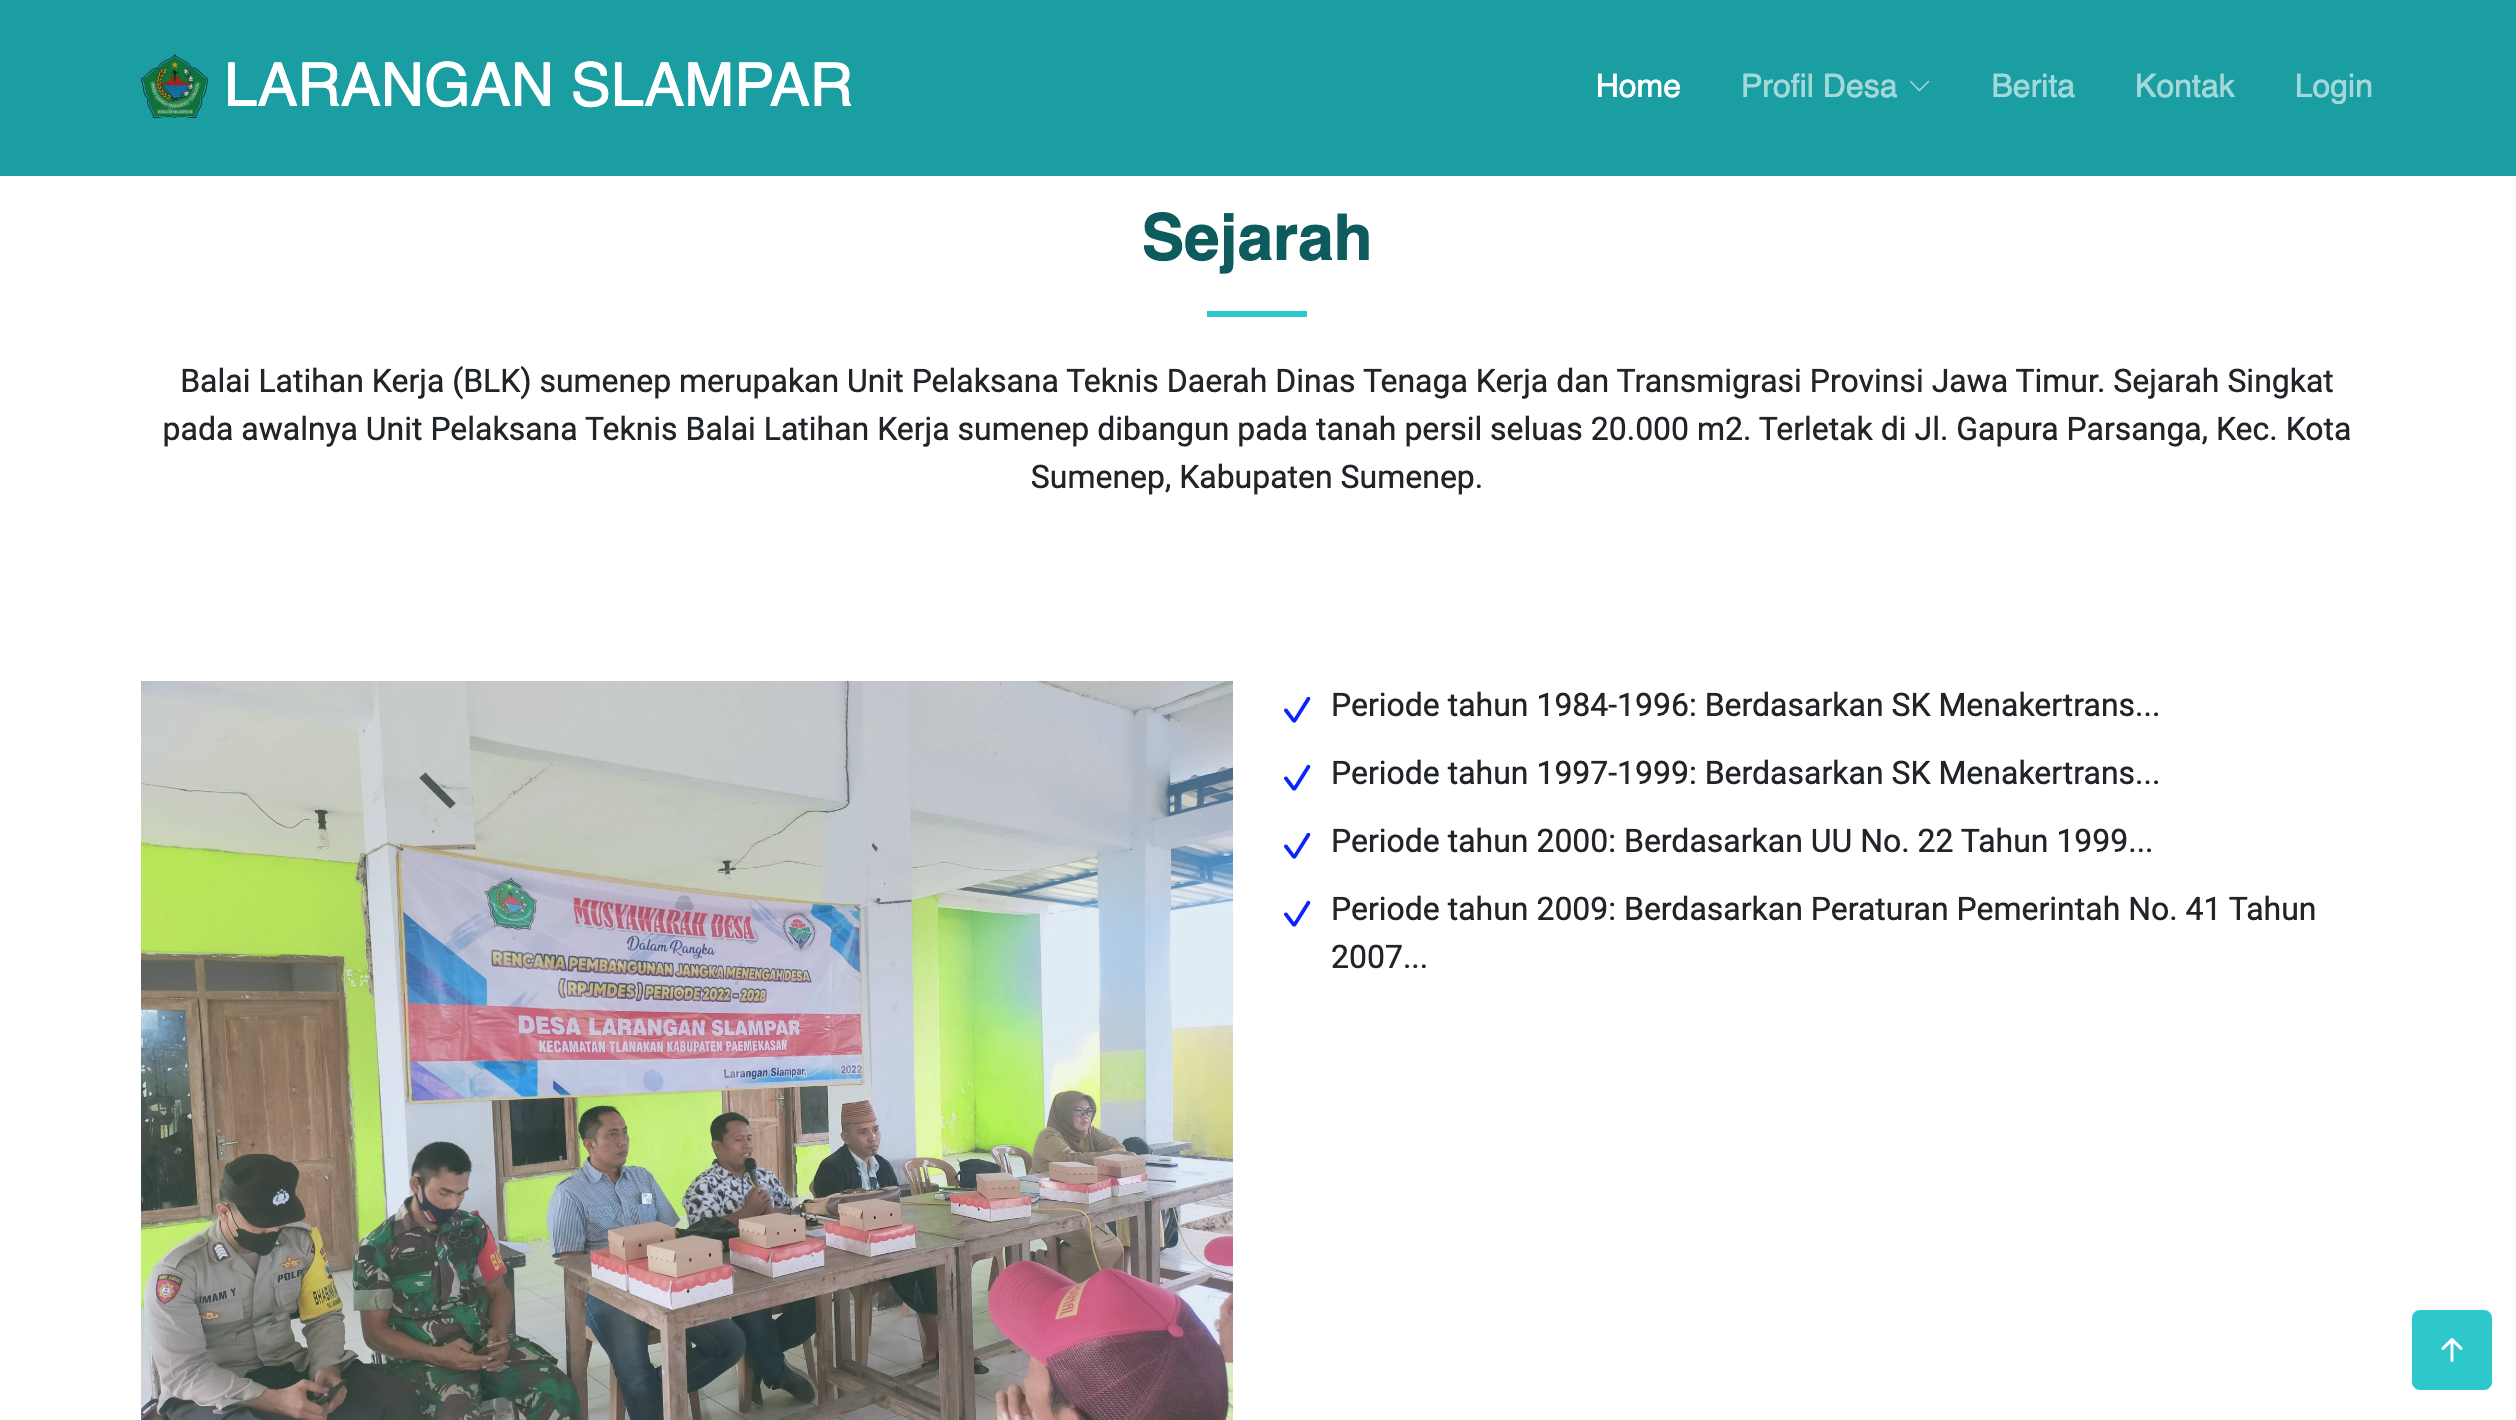 LARANGAN SLAMPAR
Home
Profil Desa
Berita
Kontak
Login
Sejarah
Balai Latihan Kerja (BLK) sumenep merupakan Unit Pelaksana Teknis Daerah Dinas Tenaga Kerja dan Transmigrasi Provinsi Jawa Timur. Sejarah Singkat
pada awalnya Unit Pelaksana Teknis Balai Latihan Kerja sumenep dibangun pada tanah persil seluas 20.000 m2. Terletak di Jl. Gapura Parsanga, Kec. Kota
Sumenep, Kabupaten Sumenep.
MUSYAWARAH DESA
Dalam Rangka
RENCANA PEMBANGUNAN JANGKA MENENGAH DESA
( RPJMDES ) PERIODE 2022 - 2028
DESA LARANGAN SLAMPAR
KECAMATAN TLANAKAN KABUPATEN PAEMEKASAN
Larangan Slampar, 2022
IMAM Y
Periode tahun 1984-1996: Berdasarkan SK Menakertrans...
Periode tahun 1997-1999: Berdasarkan SK Menakertrans...
Periode tahun 2000: Berdasarkan UU No. 22 Tahun 1999...
Periode tahun 2009: Berdasarkan Peraturan Pemerintah No. 41 Tahun
2007...